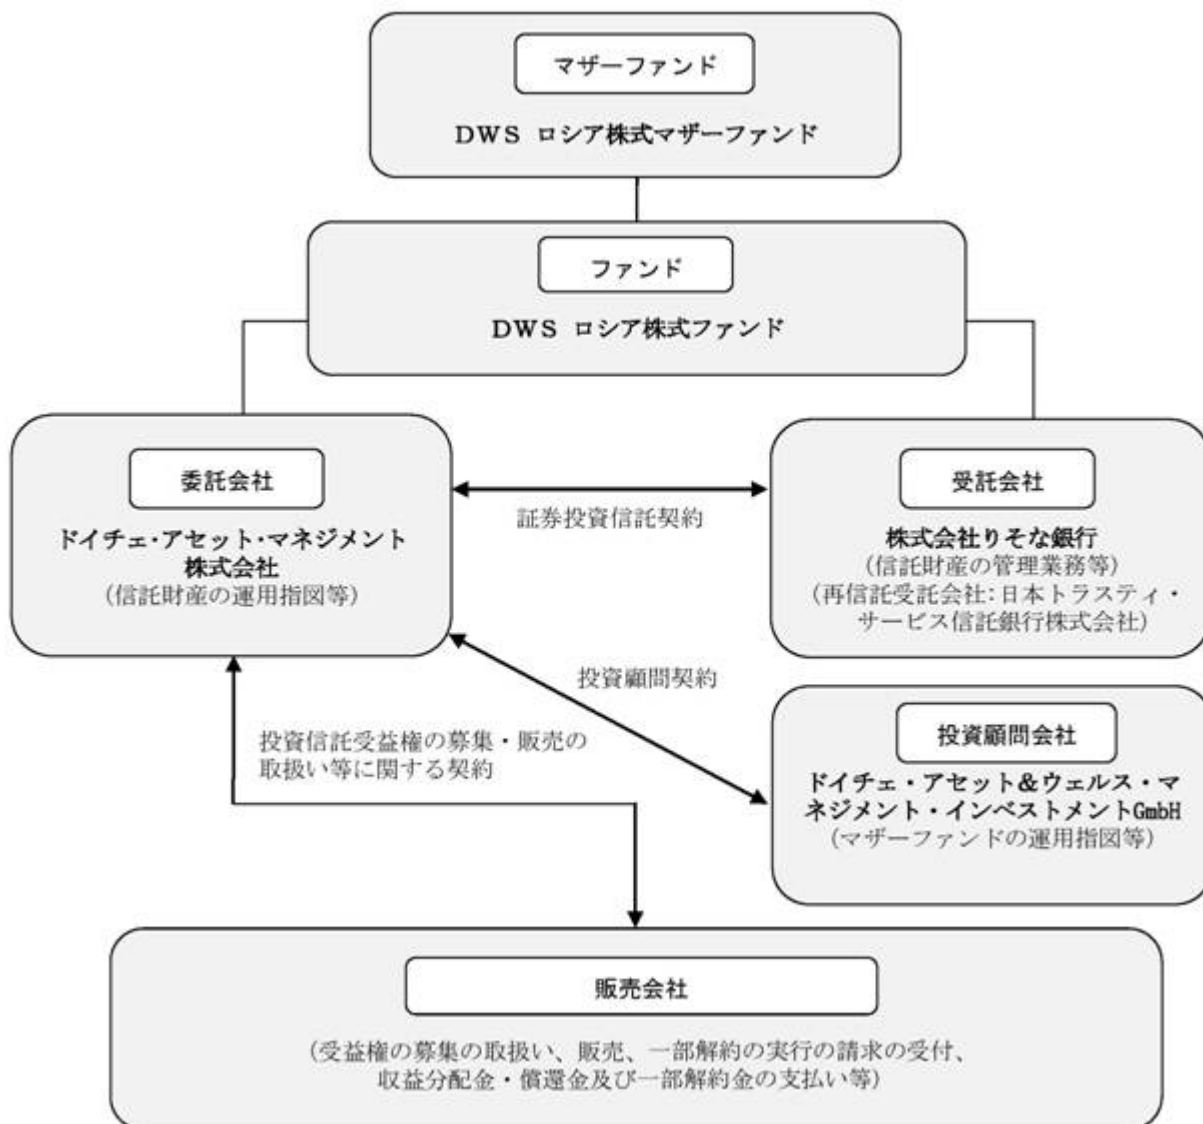 マザーファンド
DWS ロシア株式マザーファンド
ファンド
DWS ロシア株式ファンド
委託会社
ドイチェ・アセット・マネジメント
株式会社
(信託財産の運用指図等)
証券投資信託契約
受託会社
株式会社りそな銀行
(信託財産の管理業務等)
(再信託受託会社:日本トラスティ・
サービス信託銀行株式会社)
投資顧問契約
投資顧問会社
ドイチェ・アセット&ウェルス・マ
ネジメント・インベストメントGmbH
(マザーファンドの運用指図等)
投資信託受益権の募集・販売の
取扱い等に関する契約
販売会社
(受益権の募集の取扱い、販売、一部解約の実行の請求の受付、
収益分配金・償還金及び一部解約金の支払い等)